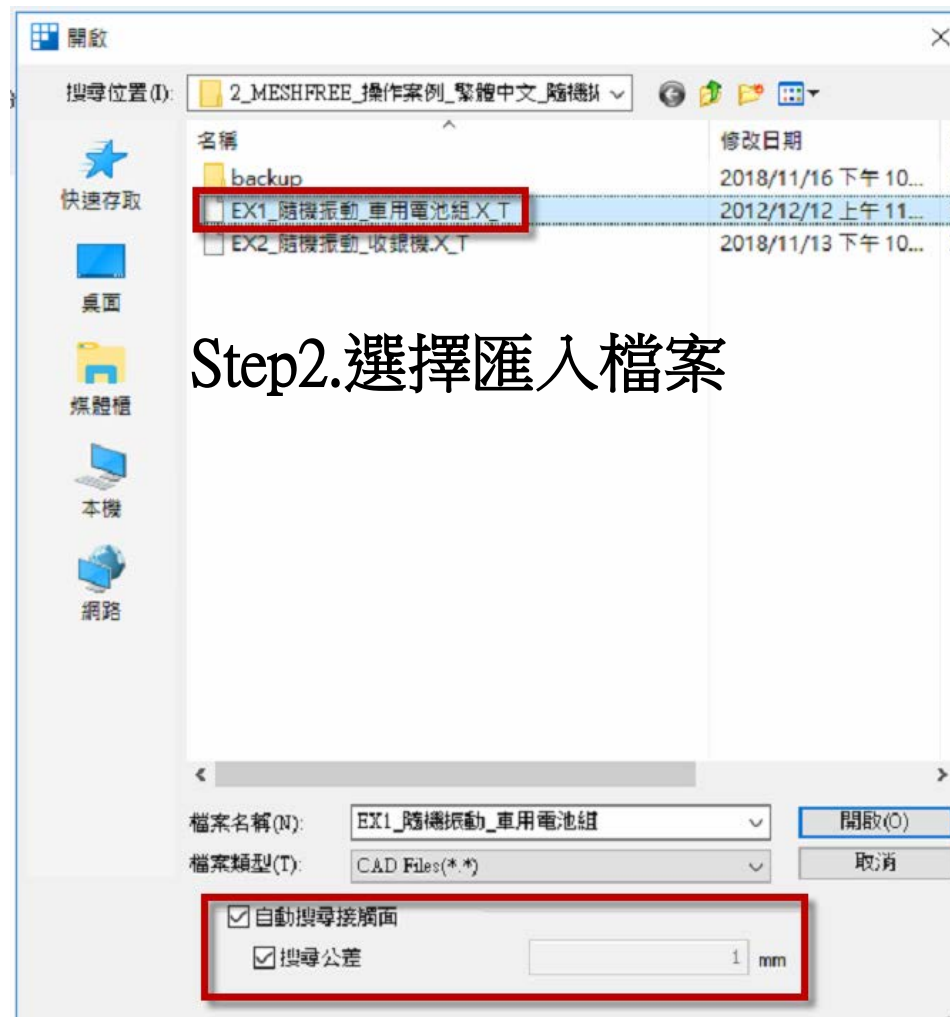 開啟
搜尋位置(I):
2_MESHFREE_操作案例_繁體中文_隨機
名稱
修改日期
backup
2018/11/16 下午 10...
EX1_隨機振動_車用電池組.X_T
2012/12/12 上午 11...
EX2_隨機振動_收銀機.X_T
2018/11/13 下午 10...
快速存取
桌面
媒體櫃
本機
網路
Step2.選擇匯入檔案
檔案名稱(N):
EX1_隨機振動_車用電池組
開啟(O)
檔案類型(T):
CAD Files(*.*)
取消
自動搜尋接觸面
搜尋公差
1 mm